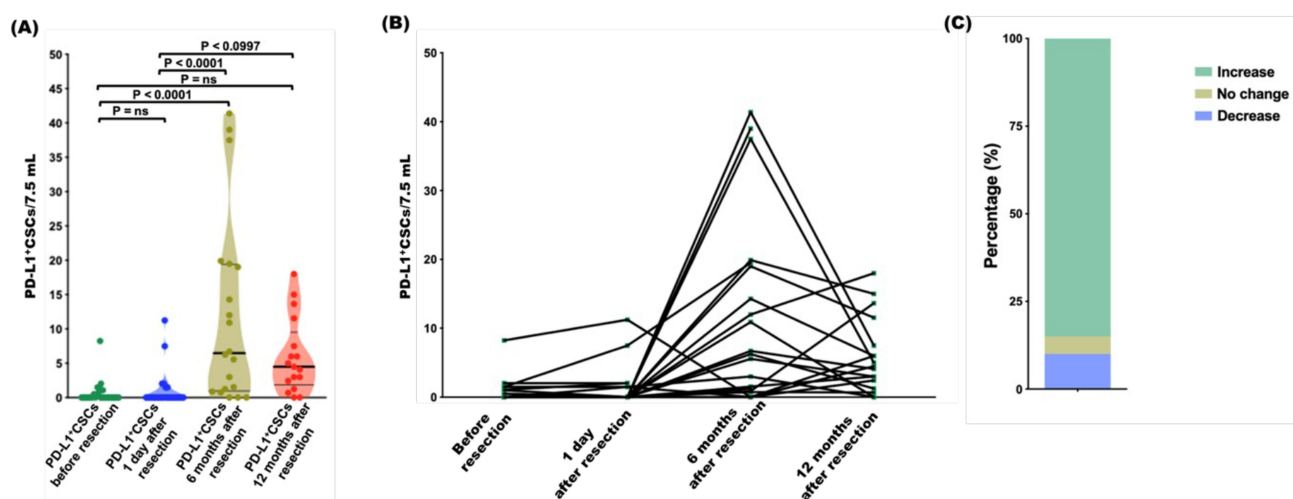 (A)
P < 0.0997
P < 0.0001
P = ns
P < 0.0001
P = ns
50
45
40
35
30
25
20
15
10
5
0
PD-L1⁺CSCs/7.5 mL
PD-L1⁺CSCs
before resection
PD-L1⁺CSCs
1 day after
resection
PD-L1⁺CSCs
6 months after
resection
PD-L1⁺CSCs
12 months after
resection
(B)
50
40
30
20
10
0
PD-L1⁺CSCs/7.5 mL
Before
resection
1 day
after resection
6 months
after resection
12 months
after resection
(C)
100
75
50
25
0
Percentage (%)
Increase
No change
Decrease